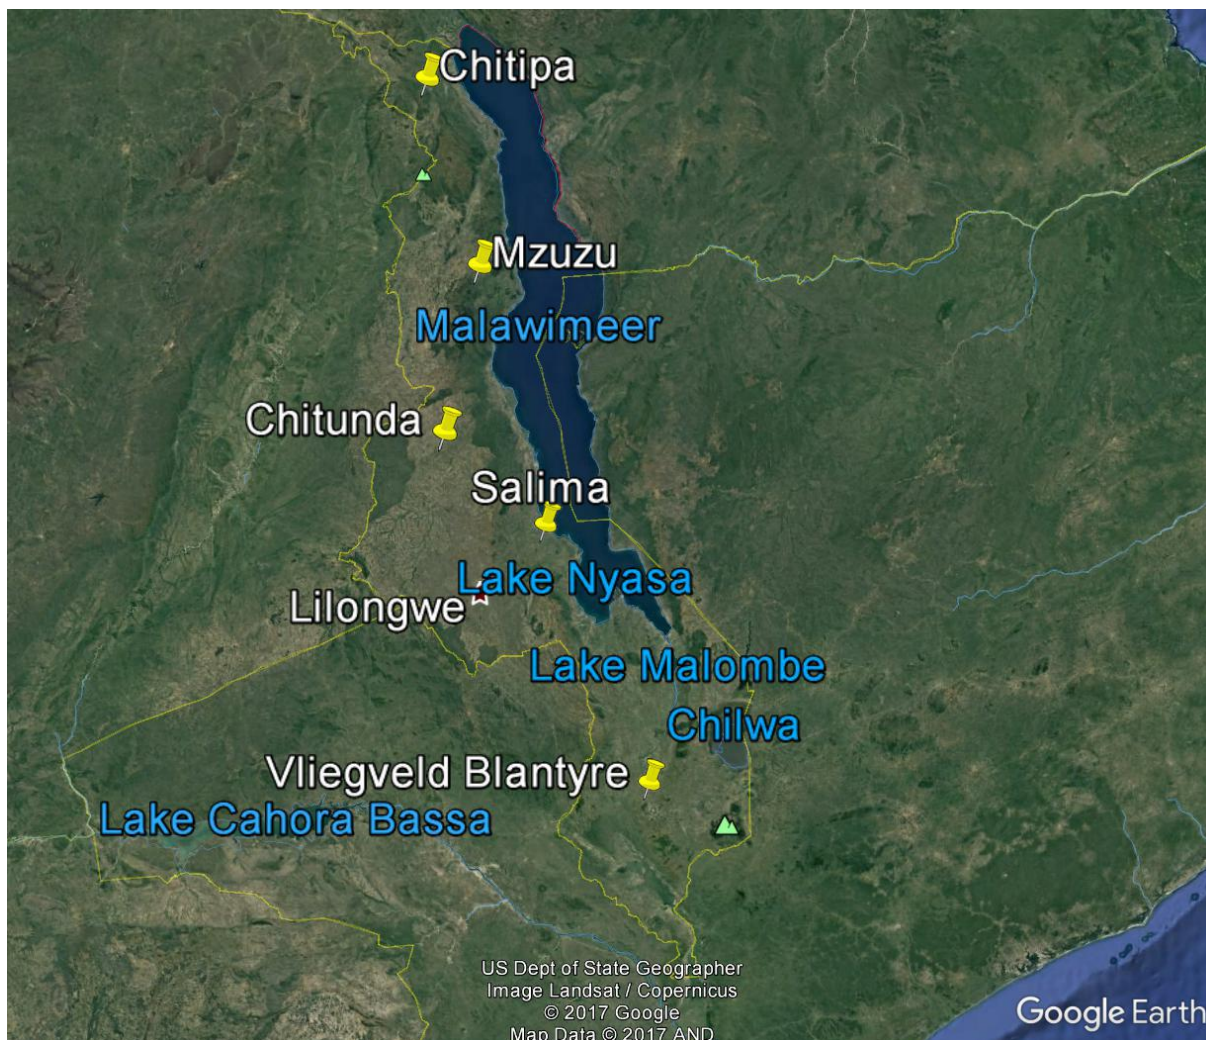 Chitipa
Mzuzu
Malawimeer
Chitunda
Salima
Lake Nyasa
Lilongwe
Lake Malombe
Chilwa
Vliegveld Blantyre
Lake Cahora Bassa
US Dept of State Geographer
Image Landsat / Copernicus
© 2017 Google
Map Data © 2017 AND
Google Earth